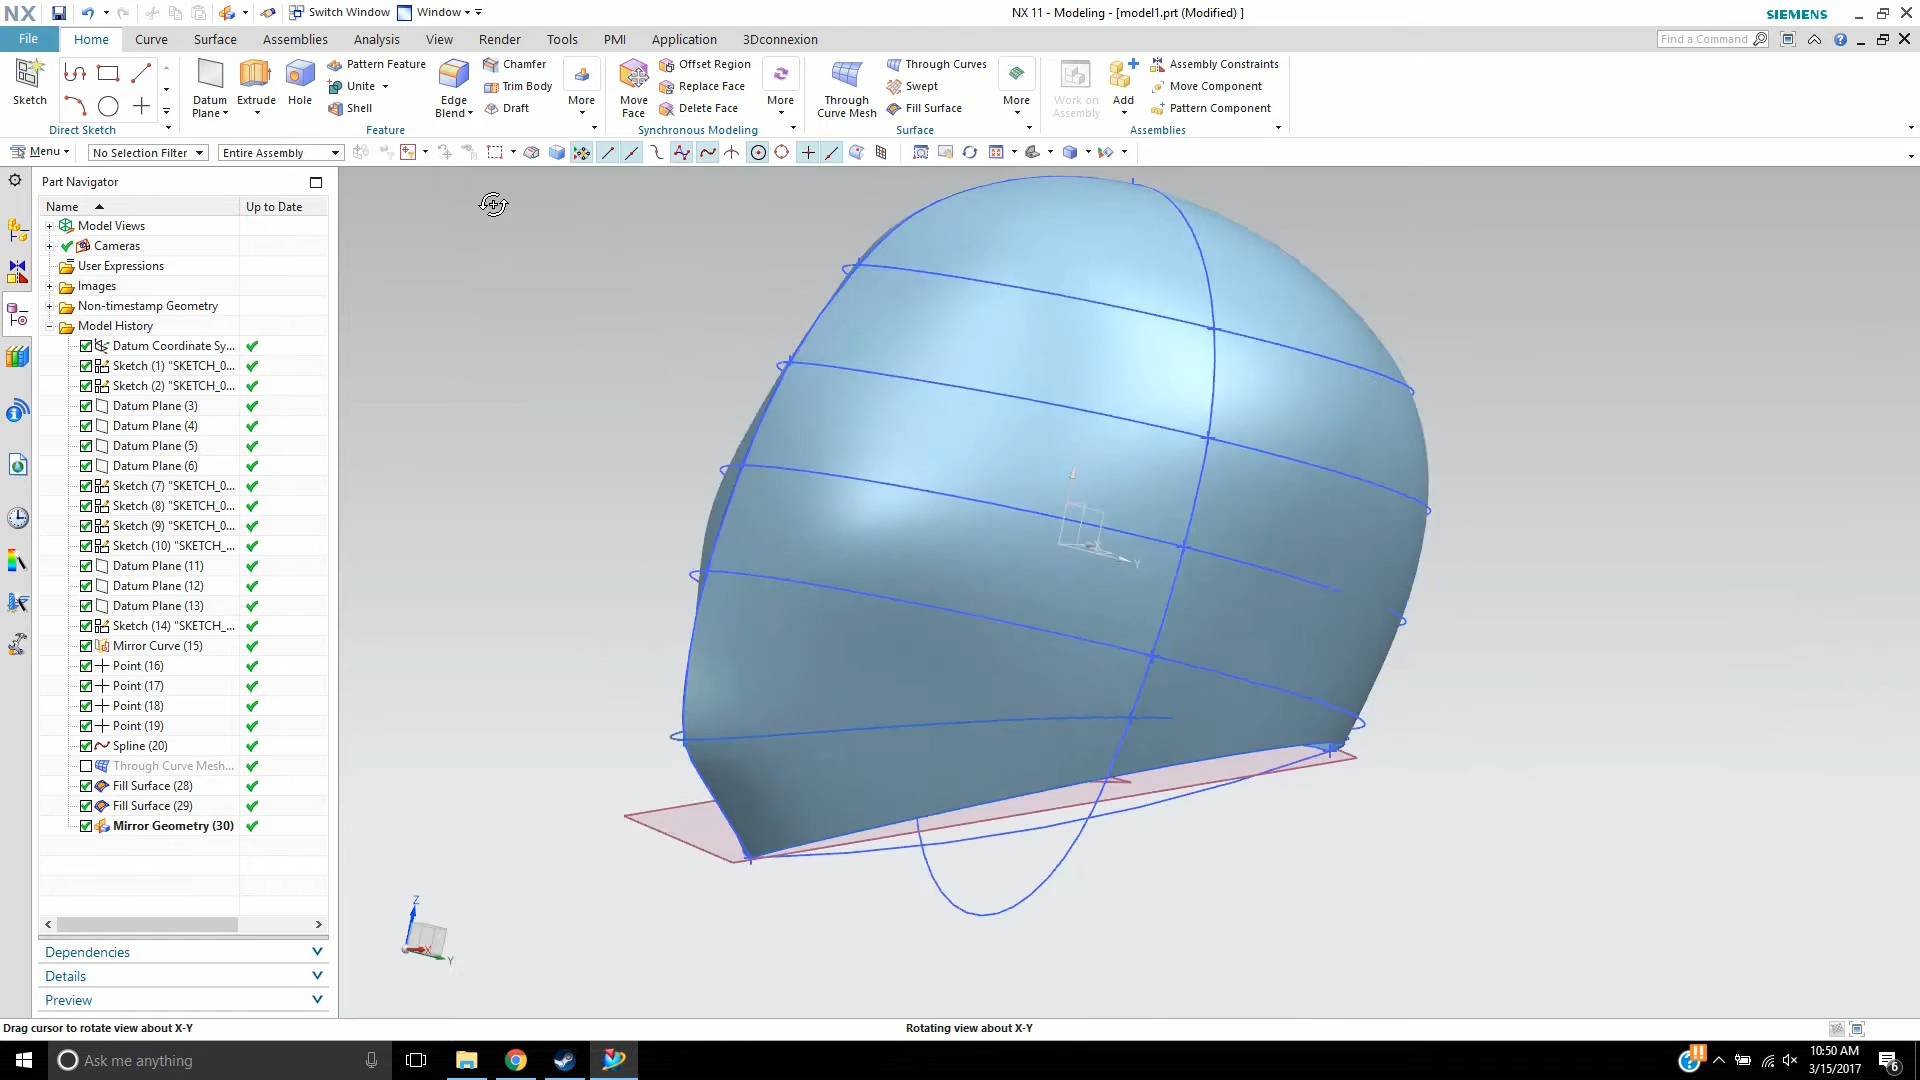 NX Switch Window Window NX 11 - Modeling - [model1.prt (Modified) ] SIEMENS
File Home Curve Surface Assemblies Analysis View Render Tools PMI Application 3Dconnexion Find a Command
Sketch
Direct Sketch
Datum Plane
Extrude
Hole
Pattern Feature
Unite
Shell
Edge Blend
Chamfer
Trim Body
Draft
More
Feature
Move Face
Offset Region
Replace Face
Delete Face
More
Synchronous Modeling
Through Curve Mesh
Through Curves
Swept
Fill Surface
More
Surface
Work on Assembly
Add
Assembly Constraints
Move Component
Pattern Component
Assemblies
Menu No Selection Filter Entire Assembly
Part Navigator
Name Up to Date
Model Views
Cameras
User Expressions
Images
Non-timestamp Geometry
Model History
Datum Coordinate Sy...
Sketch (1) "SKETCH_0...
Sketch (2) "SKETCH_0...
Datum Plane (3)
Datum Plane (4)
Datum Plane (5)
Datum Plane (6)
Sketch (7) "SKETCH_0...
Sketch (8) "SKETCH_0...
Sketch (9) "SKETCH_0...
Sketch (10) "SKETCH_...
Datum Plane (11)
Datum Plane (12)
Datum Plane (13)
Sketch (14) "SKETCH_...
Mirror Curve (15)
Point (16)
Point (17)
Point (18)
Point (19)
Spline (20)
Through Curve Mesh...
Fill Surface (28)
Fill Surface (29)
Mirror Geometry (30)
Dependencies
Details
Preview
Y
Z
X
Y
Drag cursor to rotate view about X-Y Rotating view about X-Y
Ask me anything
10:50 AM
3/15/2017
6